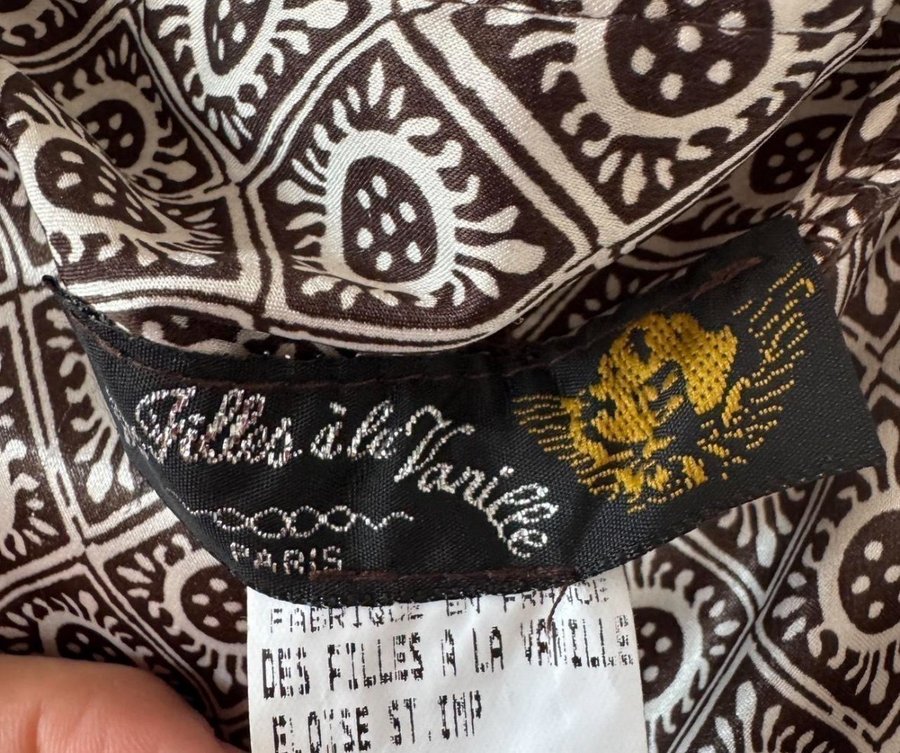 Filles à la Vanille
PARIS
FABRIQUE EN FRANCE
DES FILLES A LA VANILLE
ELOISE ST.IMP